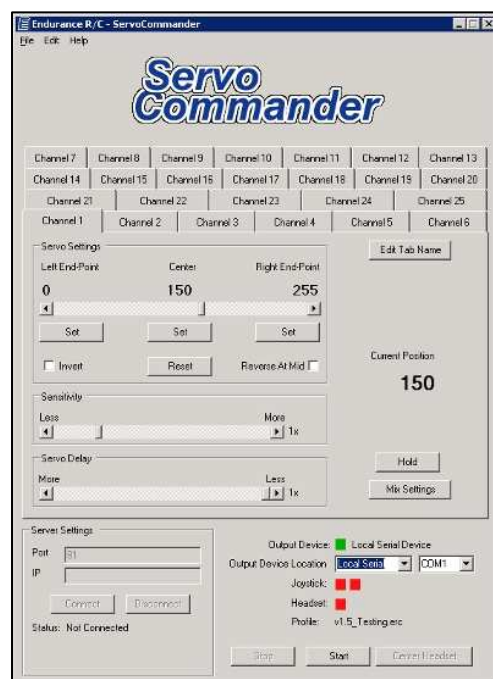 Endurance R/C - ServoCommander
File Edit Help
Servo
Commander
Channel 7 Channel 8 Channel 9 Channel 10 Channel 11 Channel 12 Channel 13
Channel 14 Channel 15 Channel 16 Channel 17 Channel 18 Channel 19 Channel 20
Channel 21 Channel 22 Channel 23 Channel 24 Channel 25
Channel 1 Channel 2 Channel 3 Channel 4 Channel 5 Channel 6
Servo Settings
Edit Tab Name
Left End-Point Center Right End-Point
0 150 255
Set Set Set
Invert Reset Reverse At Mid
Current Position
150
Sensitivity
Less More
1x
Servo Delay
More Less
1x
Hold
Mix Settings
Server Settings
Port
IP
Connect Disconnect
Status: Not Connected
Output Device: Local Serial Device
Output Device Location Local Serial COM1
Joystick:
Headset:
Profile: v1.5_Testing.erc
Stop Start Center Headset